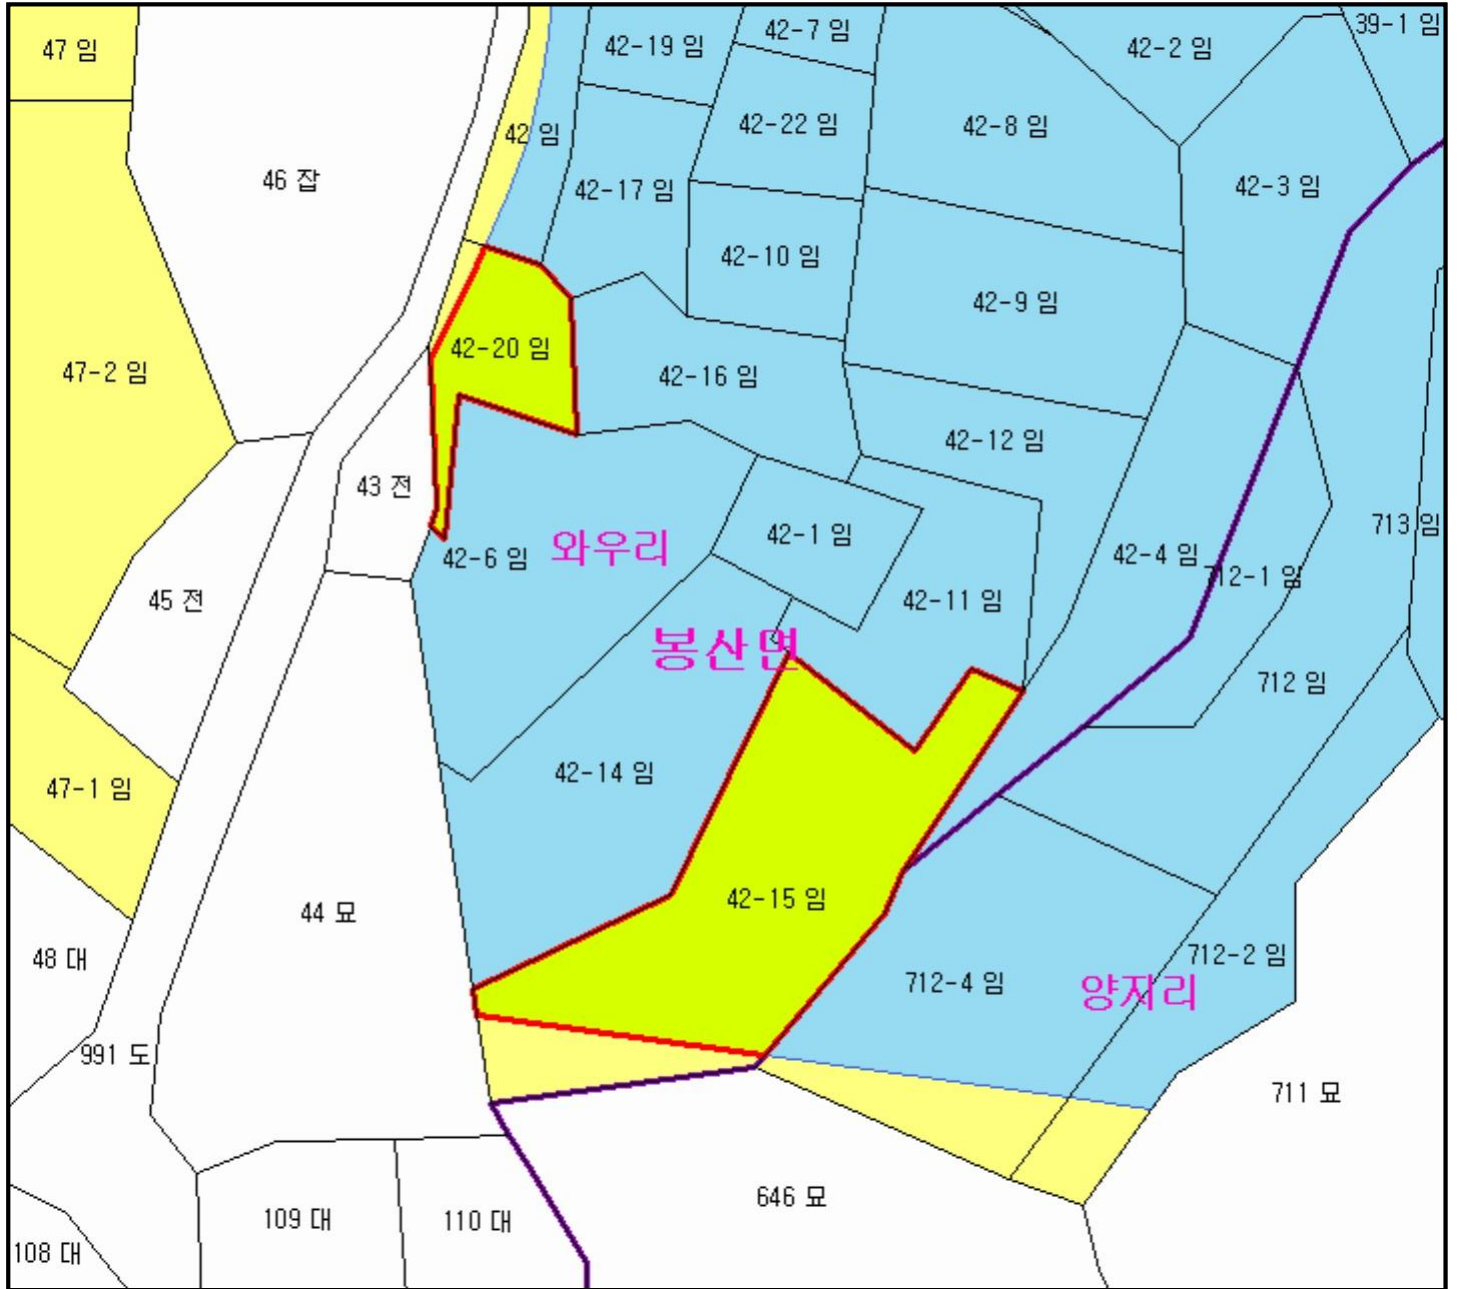 42-7 임
39-1 임
47 임
42-19 임
42-2 임
42-22 임
42-8 임
42 임
46 잡
42-17 임
42-3 임
42-10 임
42-9 임
42-20 임
47-2 임
42-16 임
42-12 임
43 전
713 임
42-1 임
와우리
42-6 임
42-4 임
712-1 임
45 전
42-11 임
봉산면
712 임
42-14 임
47-1 임
42-15 임
44 묘
48 대
712-2 임
712-4 임
양지리
991 도
711 묘
646 묘
109 대
110 대
108 대